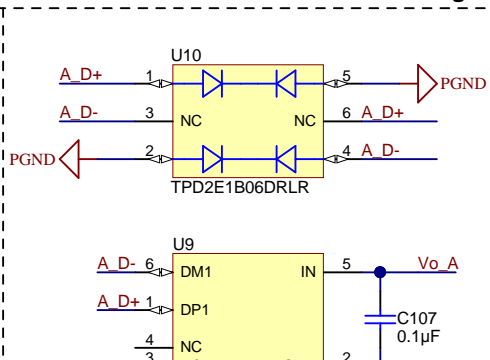 U10
A_D+ 1 5 PGND
A_D- 3 NC NC 6 A_D+
PGND 2 4 A_D-
TPD2E1B06DRLR
U9
A_D- 6 DM1 IN 5 Vo_A
A_D+ 1 DP1
C107
0.1µF
4 NC
3 2